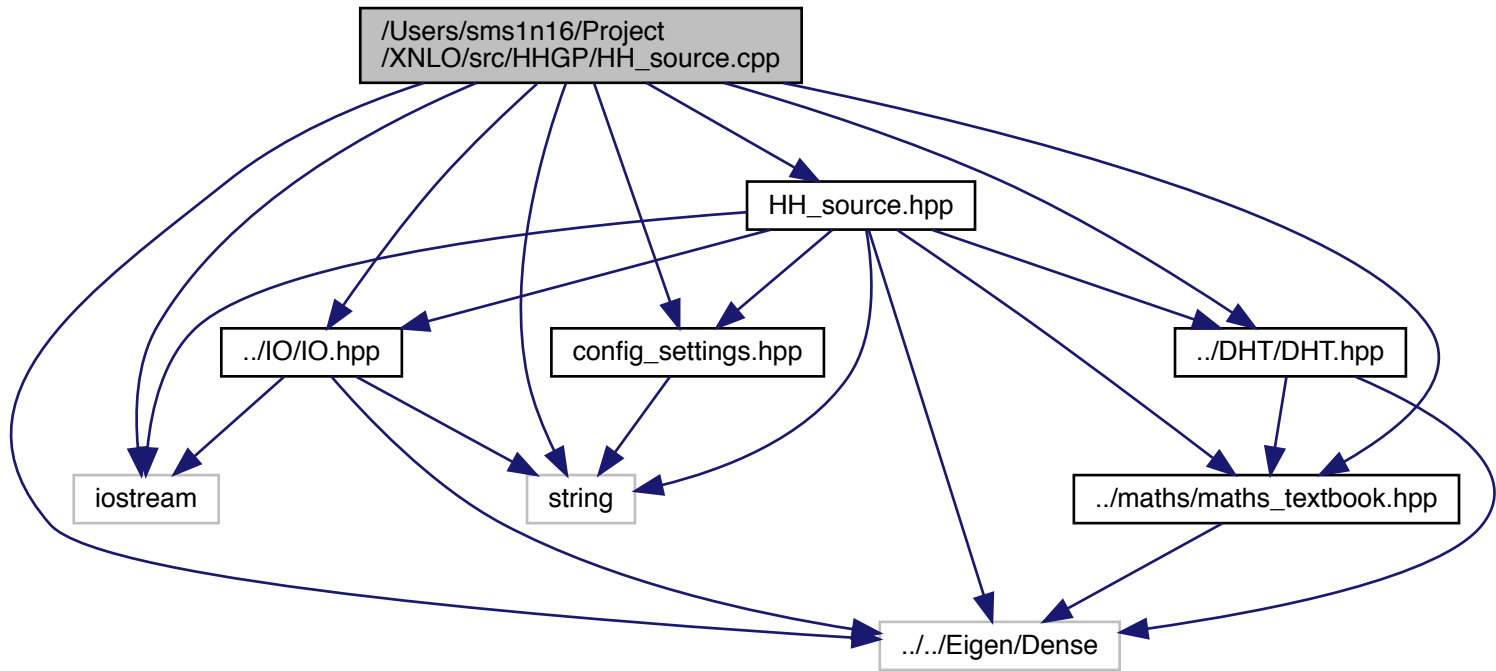 /Users/sms1n16/Project
/XNLO/src/HHGP/HH_source.cpp
HH_source.hpp
../IO/IO.hpp
config_settings.hpp
../DHT/DHT.hpp
iostream
string
../maths/maths_textbook.hpp
../../Eigen/Dense